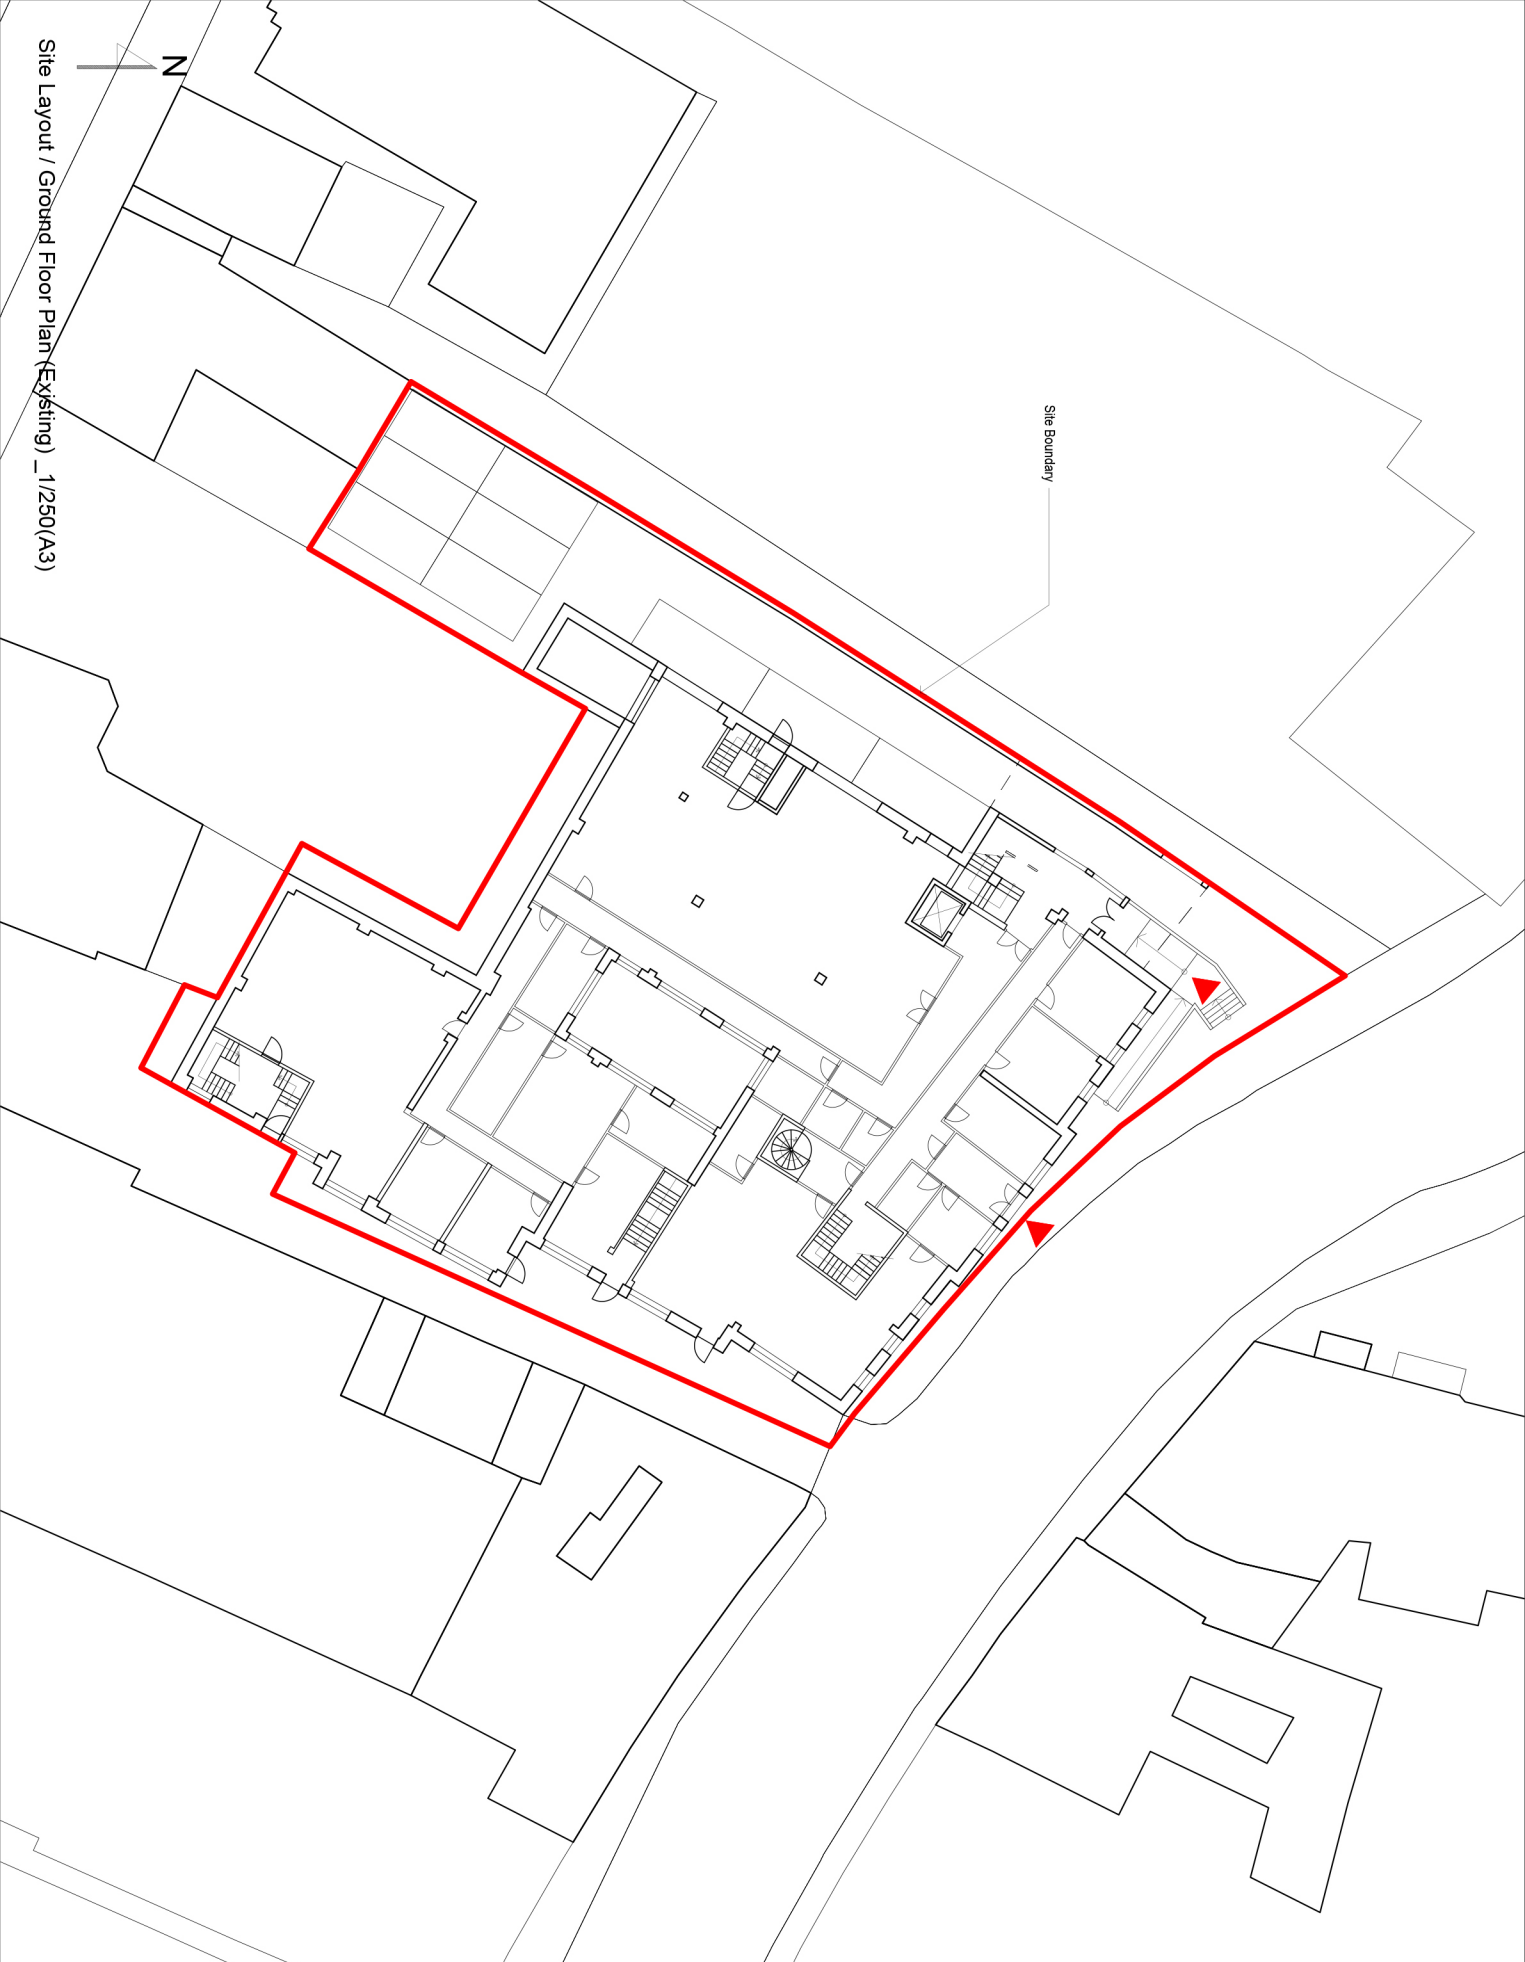 N
Site Layout / Ground Floor Plan (Existing) _1/250(A3)
Site Boundary